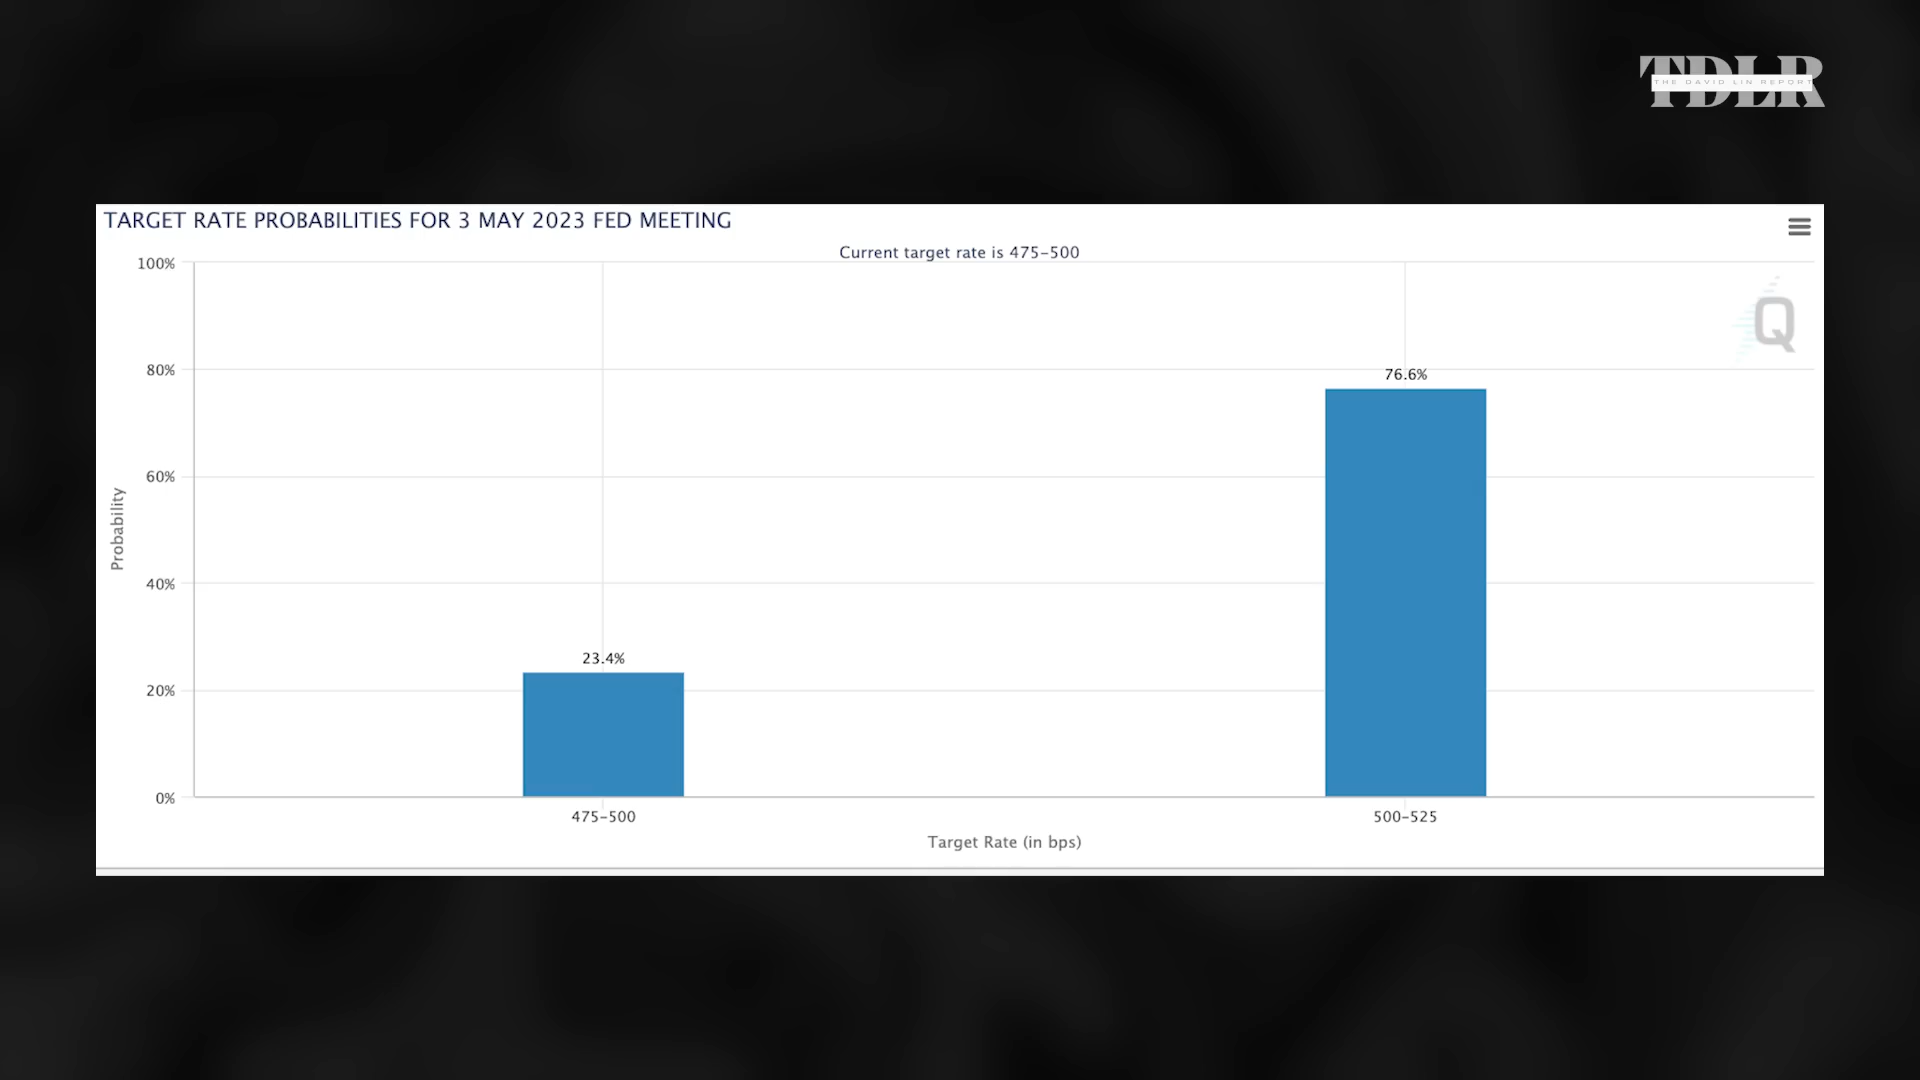 TDLR
THE DAVID LIN REPORT
TARGET RATE PROBABILITIES FOR 3 MAY 2023 FED MEETING
Current target rate is 475-500
100%
80%
60%
40%
20%
0%
Probability
Q
23.4%
76.6%
475-500
500-525
Target Rate (in bps)